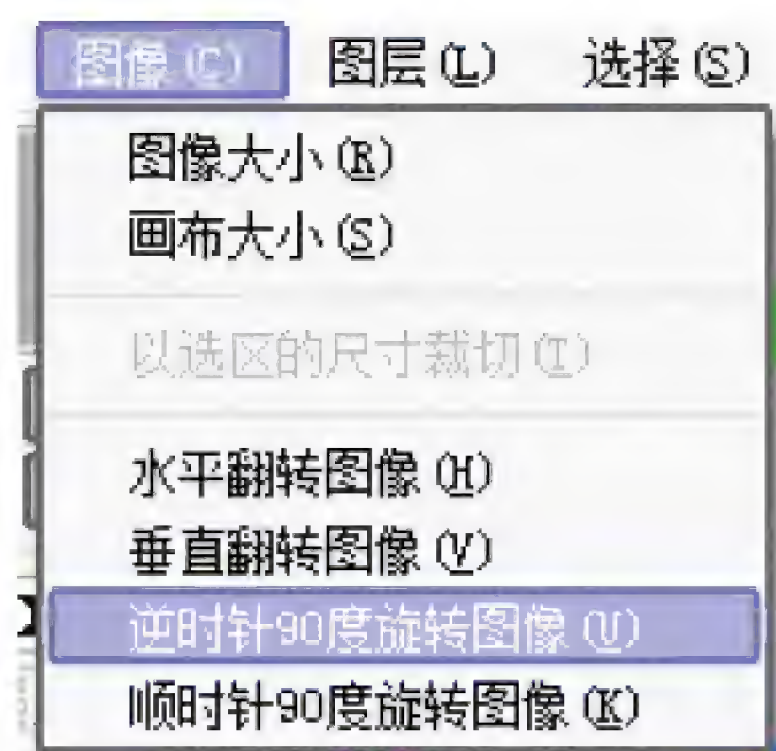 图像(C) 图层(L) 选择(S)
图像大小(R)
画布大小(S)
以选区的尺寸裁切(T)
水平翻转图像(H)
垂直翻转图像(V)
逆时针90度旋转图像(U)
顺时针90度旋转图像(K)